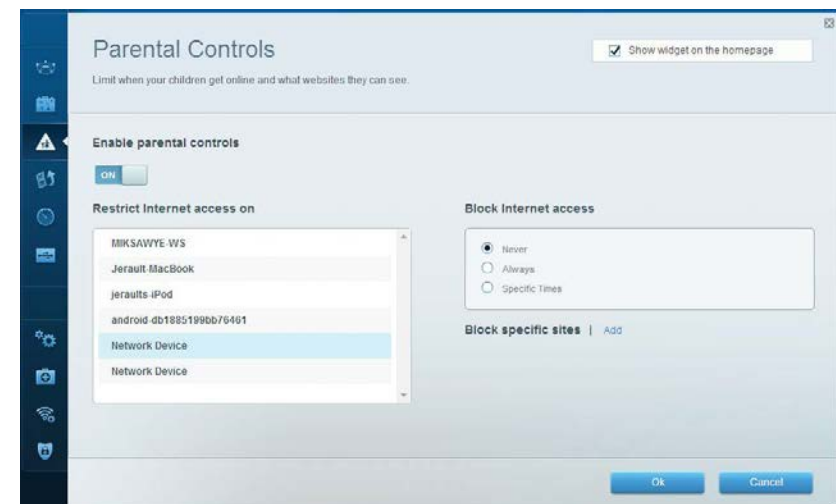 Parental Controls
Show widget on the homepage
Limit when your children get online and what websites they can see.
Enable parental controls
ON
Restrict Internet access on
MIKSAWYE-WS
Jerault-MacBook
jeraults-iPod
android-db1885199bb76461
Network Device
Network Device
Block Internet access
Never
Always
Specific Times
Block specific sites | Add
Ok
Cancel